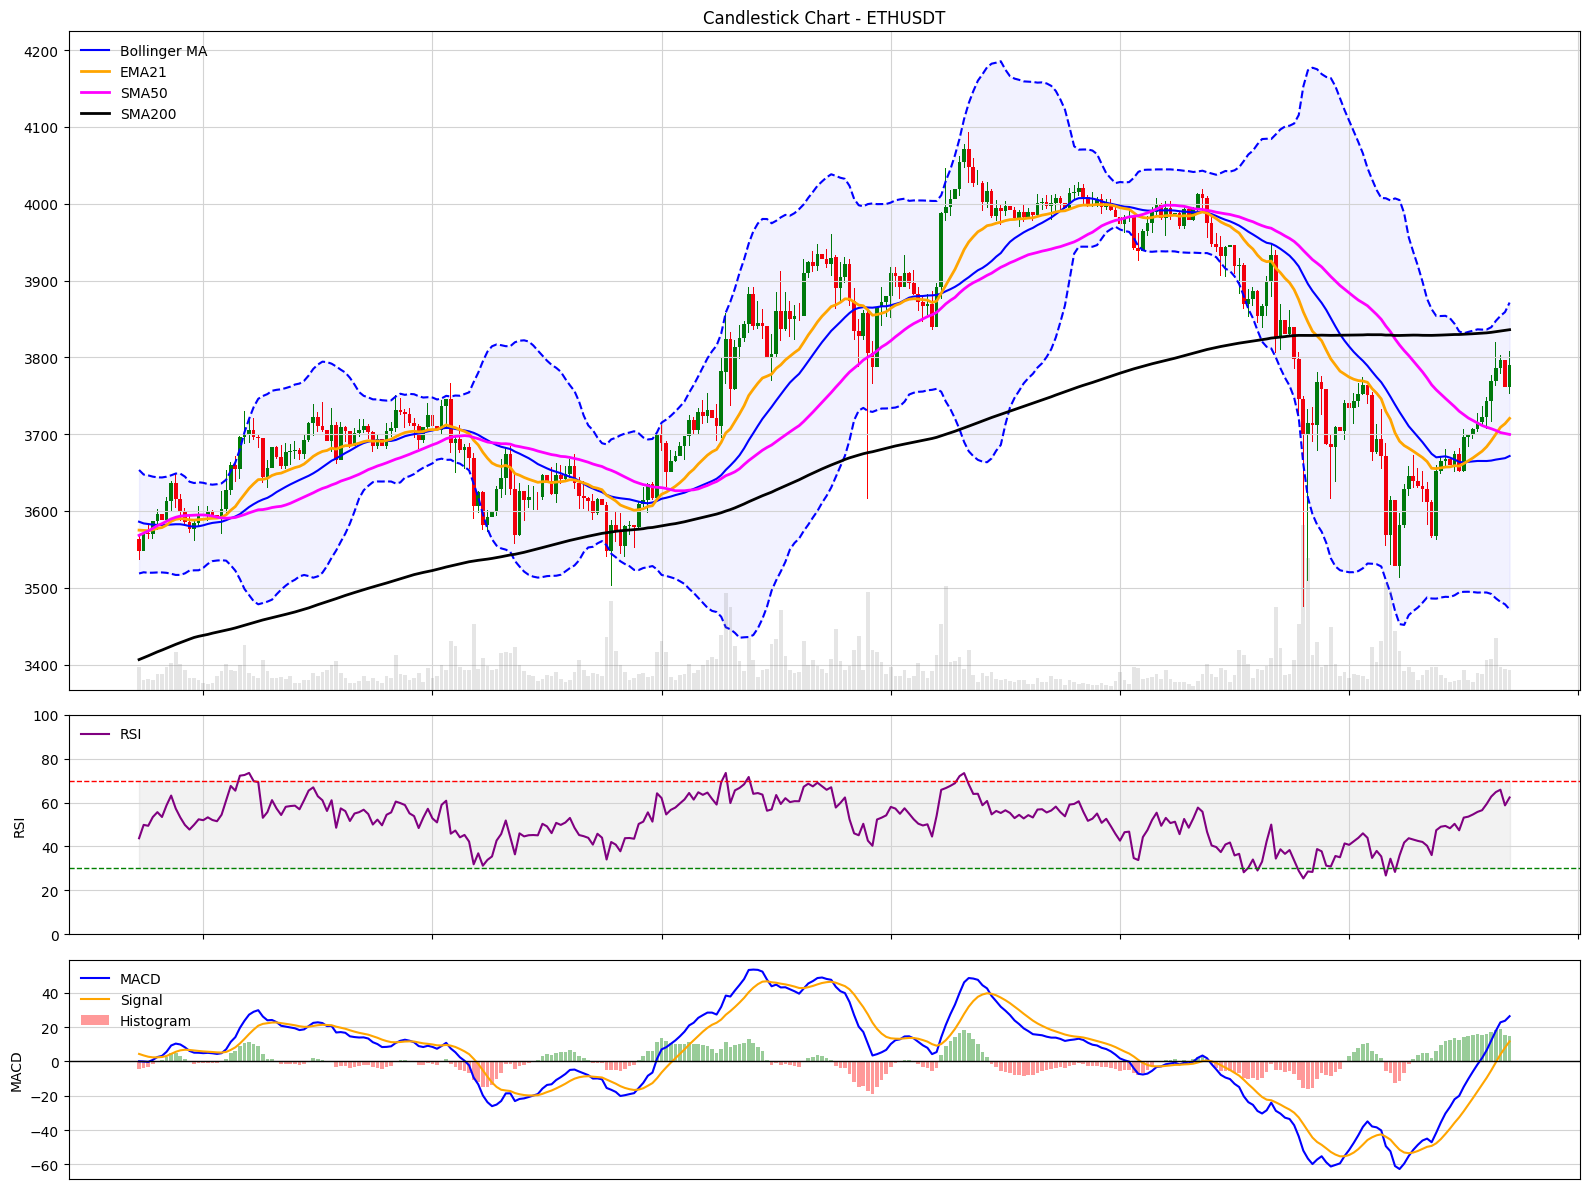 Candlestick Chart - ETHUSDT
Bollinger MA
EMA21
SMA50
SMA200
4200
4100
4000
3900
3800
3700
3600
3500
3400
RSI
RSI
100
80
60
40
20
0
MACD
Signal
Histogram
MACD
40
20
0
−20
−40
−60